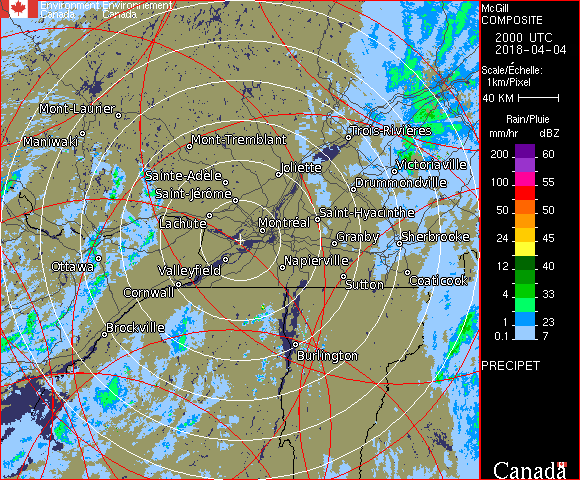 Environment Environnement
Canada Canada
McGill
COMPOSITE
2000 UTC
2018-04-04
Scale/Échelle:
1km/Pixel
40 KM
Rain/Pluie
mm/hr dBZ
200 60
100 55
50 50
24 45
12 40
4 33
1 23
0.1 7
PRECIPET
Canada
Mont-Laurier
Maniwaki
Mont-Tremblant
Trois-Rivières
Joliette
Victoriaville
Sainte-Adèle
Drummondville
Saint-Jérôme
Lachute
Saint-Hyacinthe
Montréal
Granby
Sherbrooke
Ottawa
Valleyfield
Napierville
Cornwall
Sutton
Coaticook
Brockville
Burlington